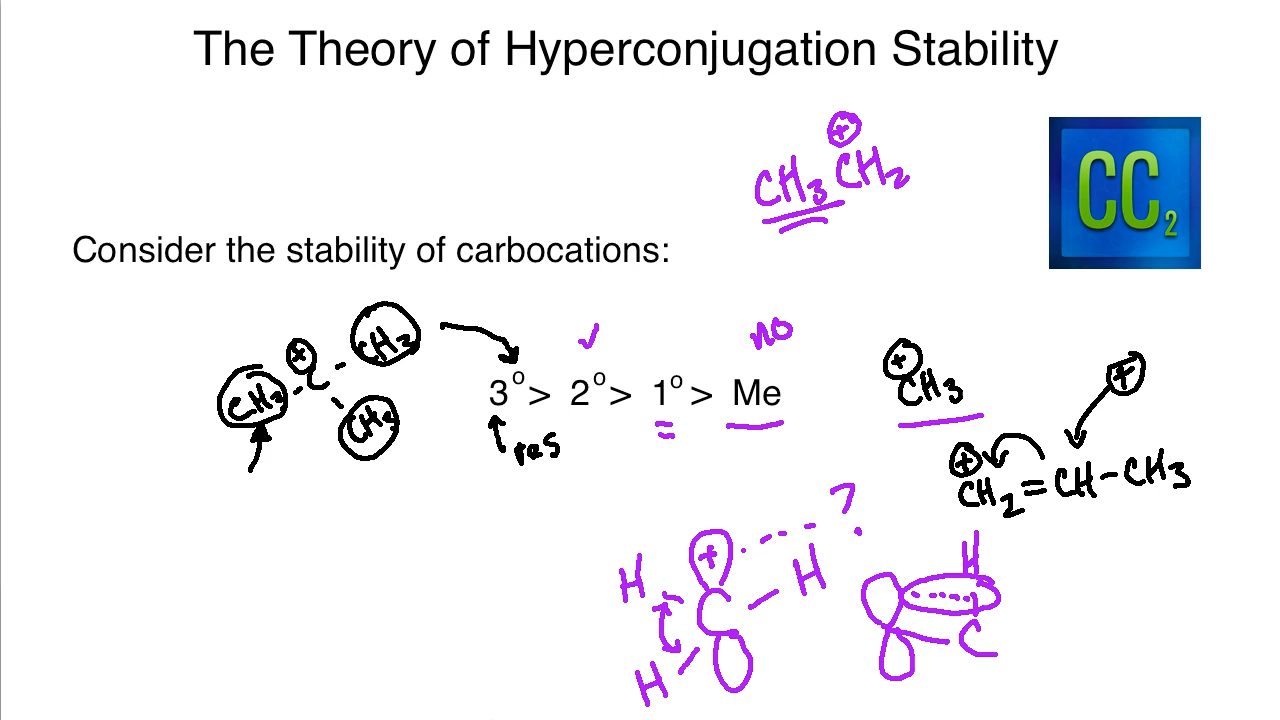 The Theory of Hyperconjugation Stability
+
CH3CH2
CC2
Consider the stability of carbocations:
+
CH3 C CH3
CH3
✓ no
3° > 2° > 1° > Me
res
+
CH3
+
+
CH2=CH-CH3
?
+
H C H
H
H
C